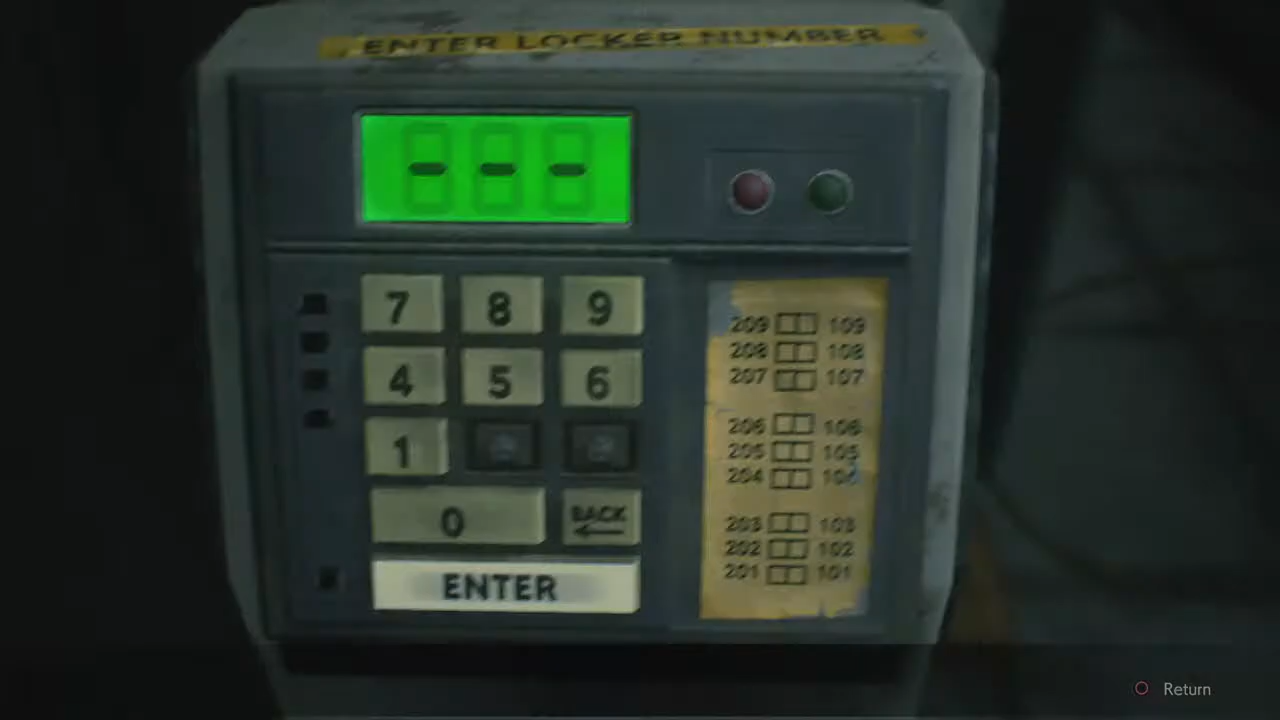 ENTER LOCKER NUMBER
- - -
7 8 9
4 5 6
1
0 BACK
ENTER
209 109
208 108
207 107
206 106
205 105
204 104
203 103
202 102
201 101
Return